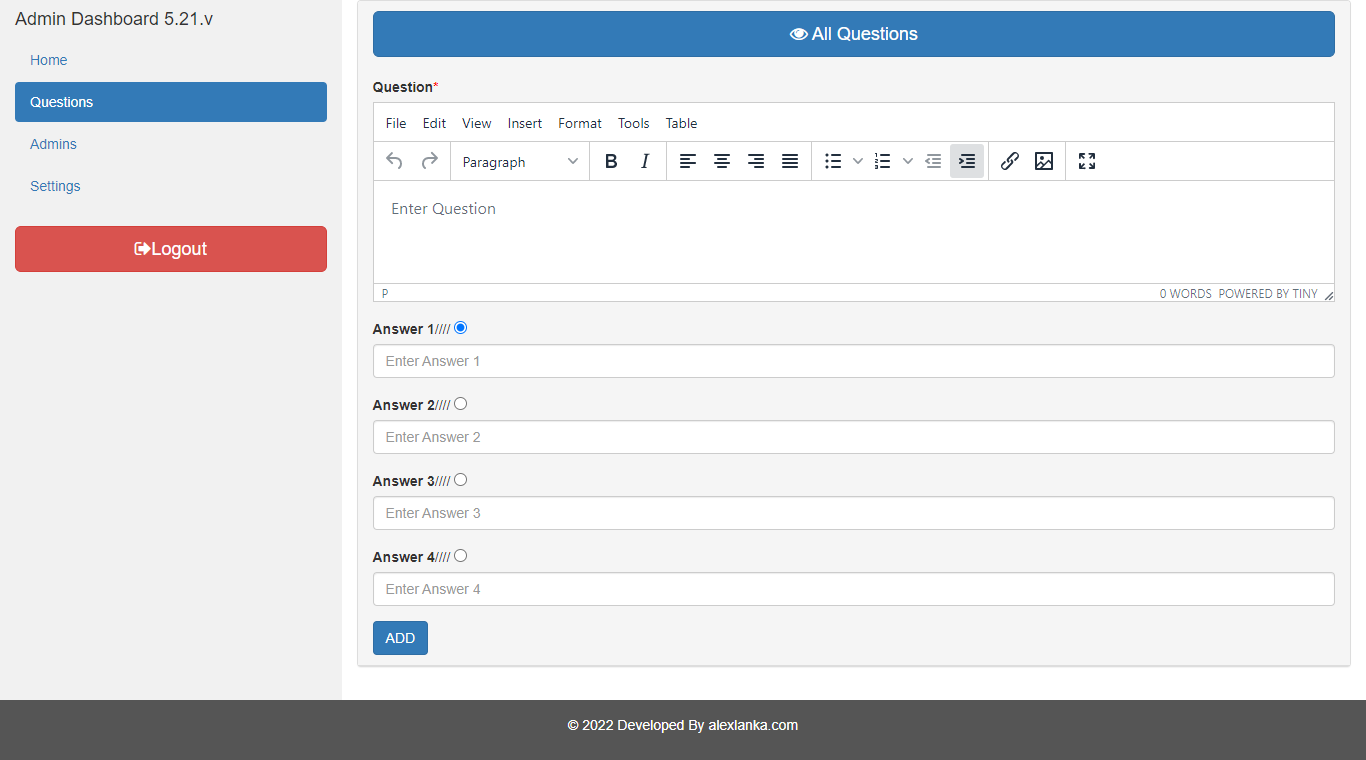 Admin Dashboard 5.21.v
Home
Questions
Admins
Settings
Logout
All Questions
Question*
File Edit View Insert Format Tools Table
Paragraph B I
Enter Question
P 0 WORDS POWERED BY TINY
Answer 1////
Enter Answer 1
Answer 2////
Enter Answer 2
Answer 3////
Enter Answer 3
Answer 4////
Enter Answer 4
ADD
© 2022 Developed By alexlanka.com